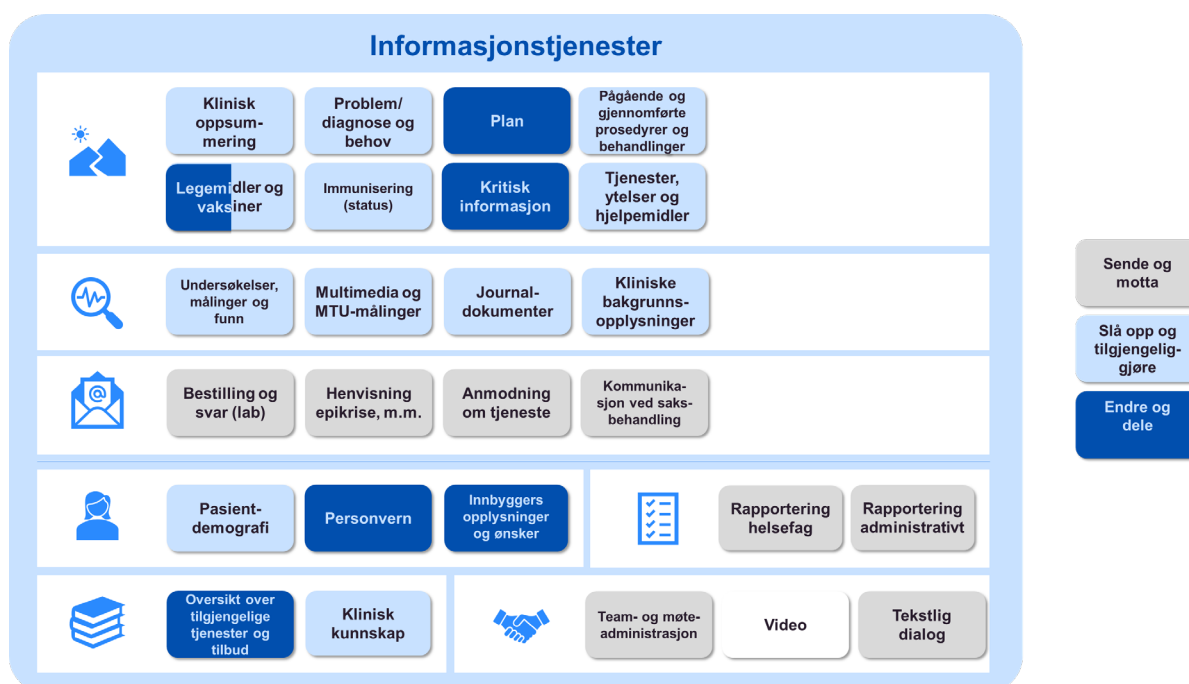 Informasjonstjenester
Klinisk
oppsum-
mering
Problem/
diagnose og
behov
Plan
Pågående og
gjennomførte
prosedyrer og
behandlinger
Legemidler og
vaksiner
Immunisering
(status)
Kritisk
informasjon
Tjenester,
ytelser og
hjelpemidler
Undersøkelser,
målinger og
funn
Multimedia og
MTU-målinger
Journal-
dokumenter
Kliniske
bakgrunns-
opplysninger
Bestilling og
svar (lab)
Henvisning
epikrise, m.m.
Anmodning
om tjeneste
Kommunika-
sjon ved saks-
behandling
Pasient-
demografi
Personvern
Innbyggers
opplysninger
og ønsker
Rapportering
helsefag
Rapportering
administrativt
Oversikt over
tilgjengelige
tjenester og
tilbud
Klinisk
kunnskap
Team- og møte-
administrasjon
Video
Tekstlig
dialog
Sende og
motta
Slå opp og
tilgjengelig-
gjøre
Endre og
dele